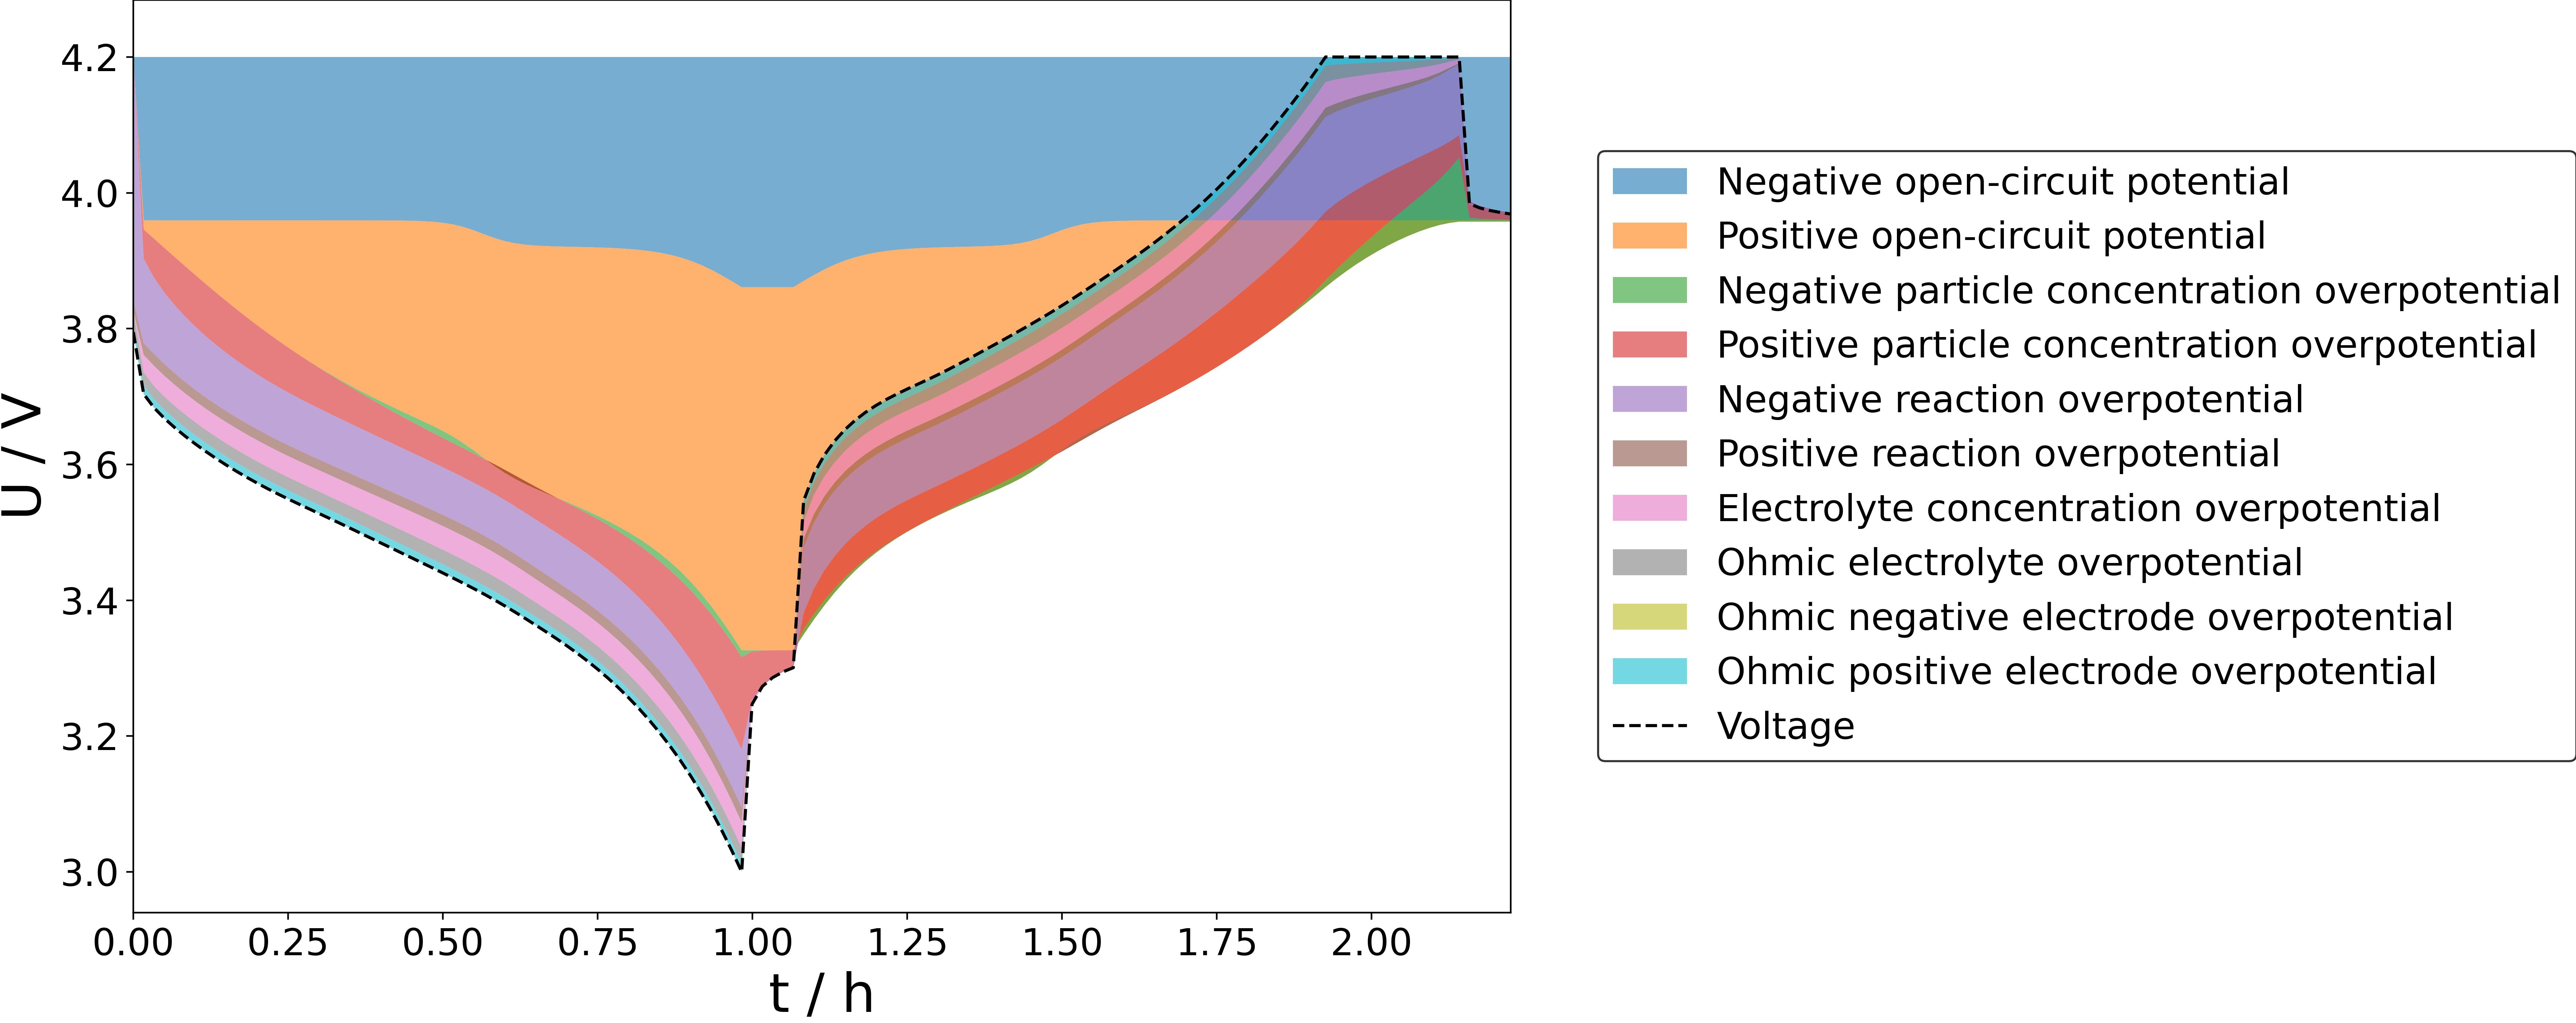 4.2
4.0
3.8
3.6
3.4
3.2
3.0
U / V
0.00 0.25 0.50 0.75 1.00 1.25 1.50 1.75 2.00
t / h
Negative open-circuit potential
Positive open-circuit potential
Negative particle concentration overpotential
Positive particle concentration overpotential
Negative reaction overpotential
Positive reaction overpotential
Electrolyte concentration overpotential
Ohmic electrolyte overpotential
Ohmic negative electrode overpotential
Ohmic positive electrode overpotential
Voltage